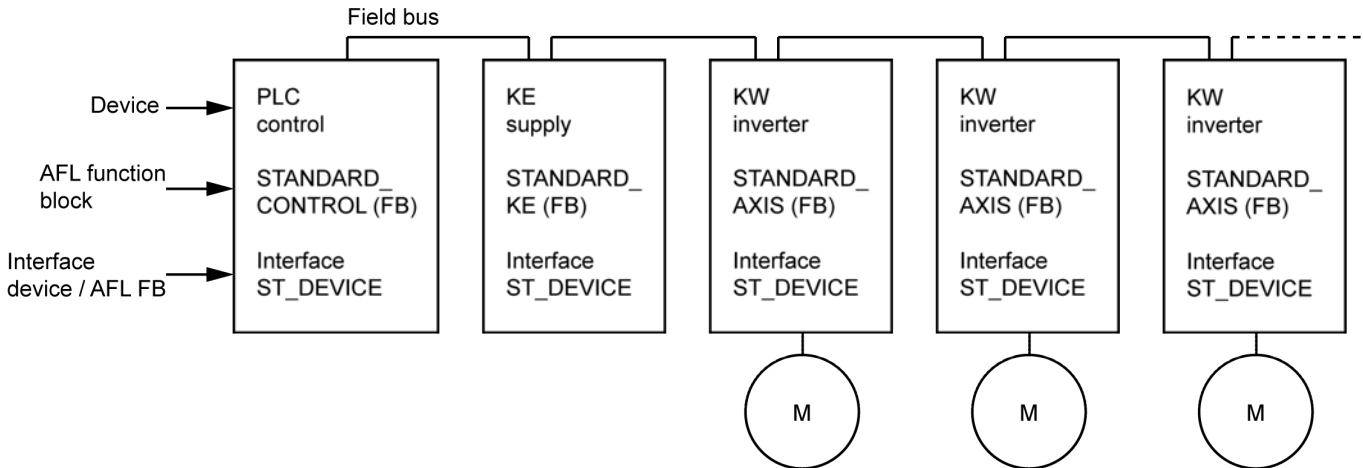 Field bus
Device
AFL function
block
Interface
device / AFL FB
PLC
control
STANDARD_
CONTROL (FB)
Interface
ST_DEVICE
KE
supply
STANDARD_
KE (FB)
Interface
ST_DEVICE
KW
inverter
STANDARD_
AXIS (FB)
Interface
ST_DEVICE
KW
inverter
STANDARD_
AXIS (FB)
Interface
ST_DEVICE
KW
inverter
STANDARD_
AXIS (FB)
Interface
ST_DEVICE
M
M
M